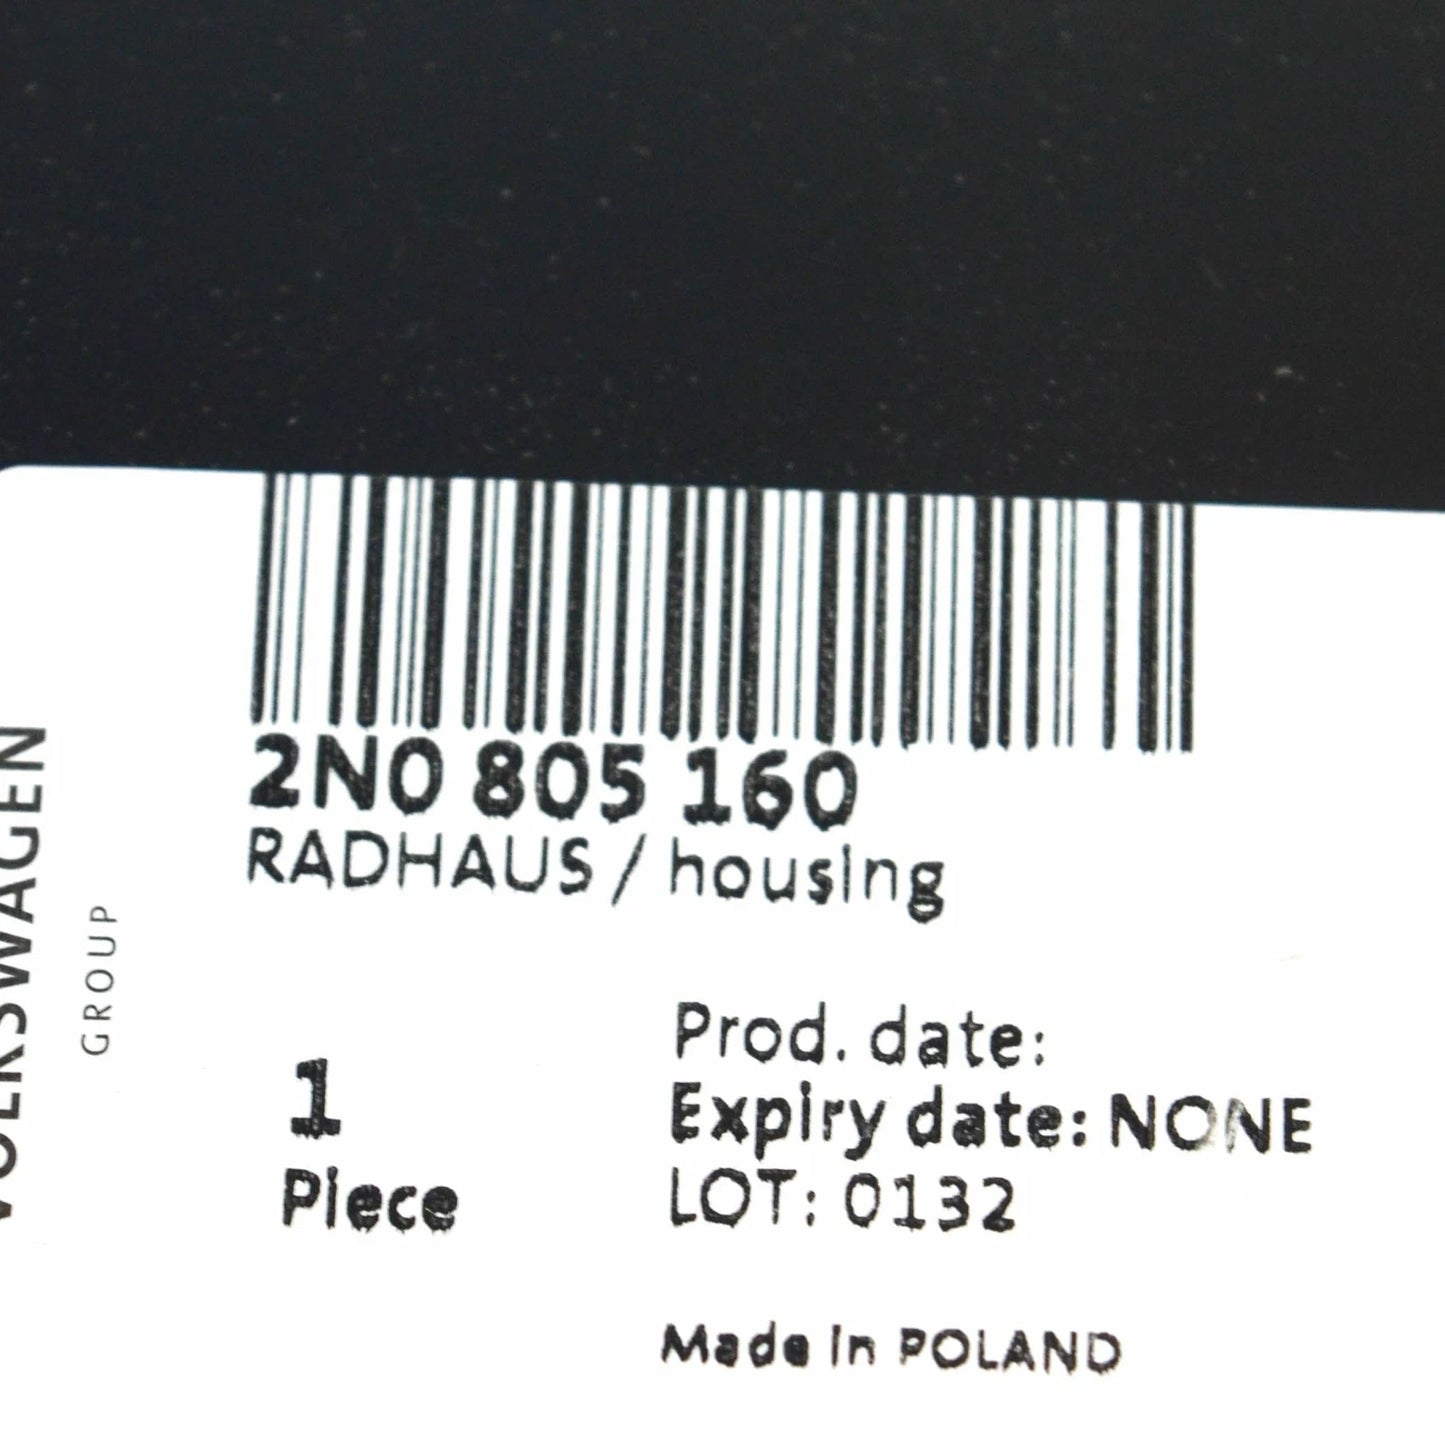 2N0 805 160
RADHAUS / housing
VOLKSWAGEN
GROUP
1
Piece
Prod. date:
Expiry date: NONE
LOT: 0132
Made in POLAND